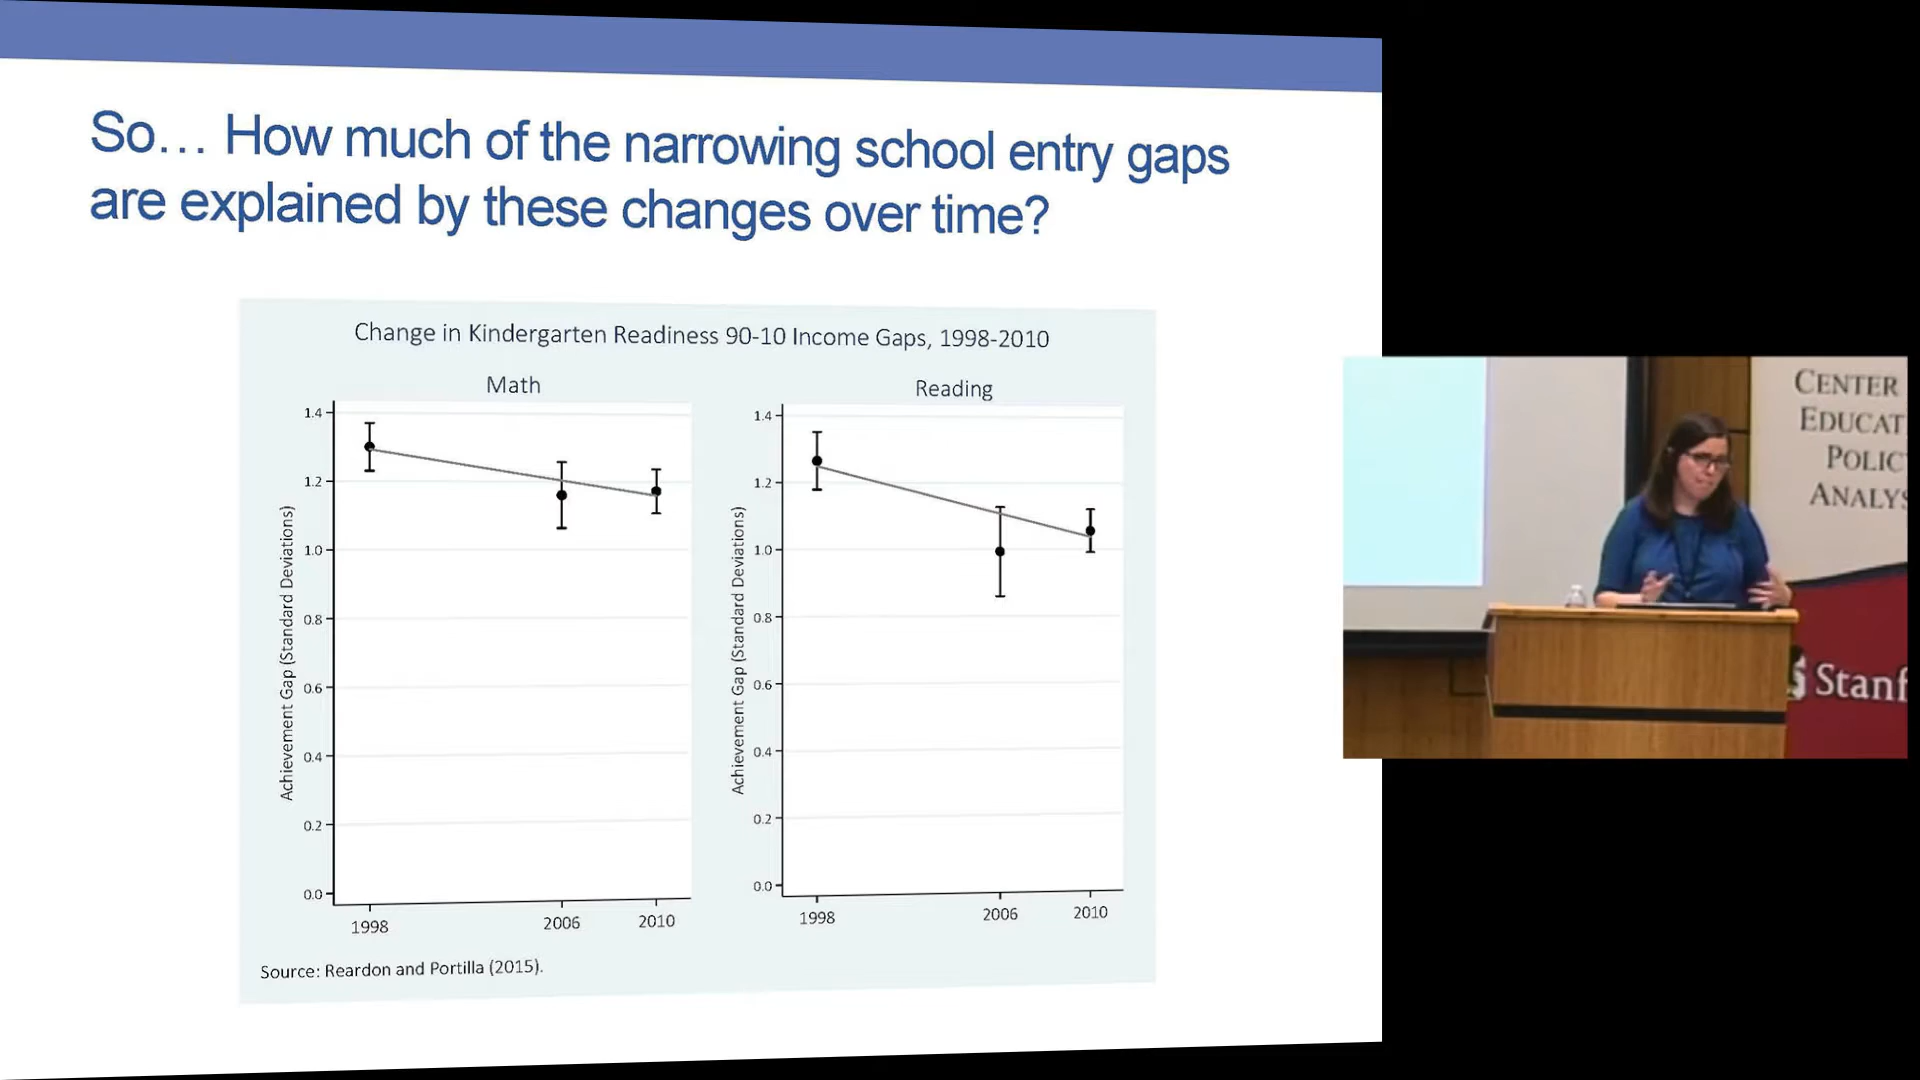 So… How much of the narrowing school entry gaps
are explained by these changes over time?
Change in Kindergarten Readiness 90-10 Income Gaps, 1998-2010
Math
Achievement Gap (Standard Deviations)
1.4
1.2
1.0
0.8
0.6
0.4
0.2
0.0
1998
2006
2010
Reading
Achievement Gap (Standard Deviations)
1.4
1.2
1.0
0.8
0.6
0.4
0.2
0.0
1998
2006
2010
Source: Reardon and Portilla (2015).
CENTER
EDUCAT
POLIC
ANALYS
Stanf